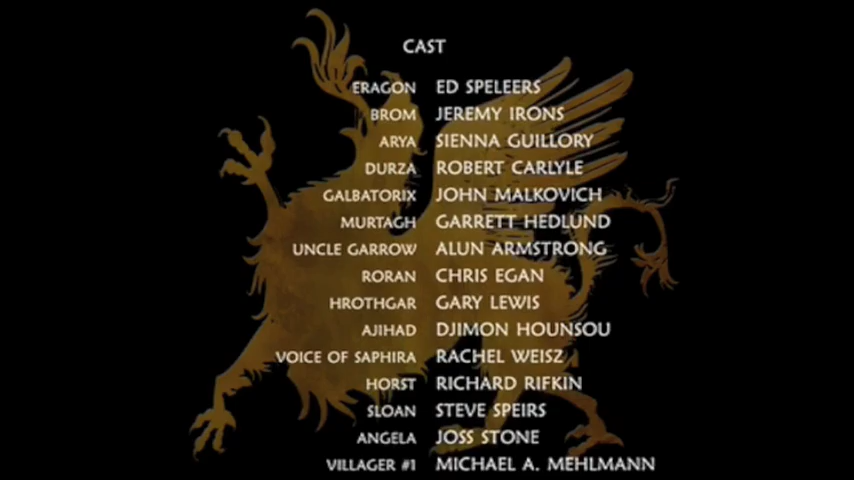 CAST
ERAGON ED SPELEERS
BROM JEREMY IRONS
ARYA SIENNA GUILLORY
DURZA ROBERT CARLYLE
GALBATORIX JOHN MALKOVICH
MURTAGH GARRETT HEDLUND
UNCLE GARROW ALUN ARMSTRONG
RORAN CHRIS EGAN
HROTHGAR GARY LEWIS
AJIHAD DJIMON HOUNSOU
VOICE OF SAPHIRA RACHEL WEISZ
HORST RICHARD RIFKIN
SLOAN STEVE SPEIRS
ANGELA JOSS STONE
VILLAGER #1 MICHAEL A. MEHLMANN